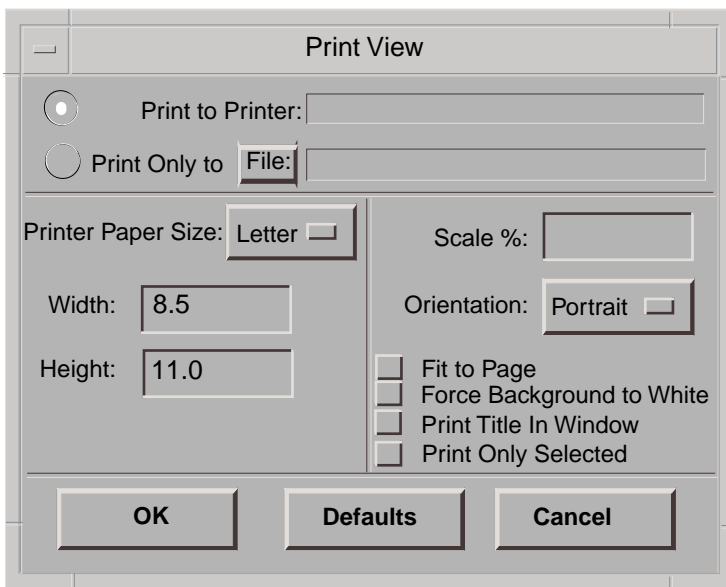 Print View
Print to Printer:
Print Only to File:
Printer Paper Size: Letter
Width: 8.5
Height: 11.0
Scale %:
Orientation: Portrait
Fit to Page
Force Background to White
Print Title In Window
Print Only Selected
OK Defaults Cancel